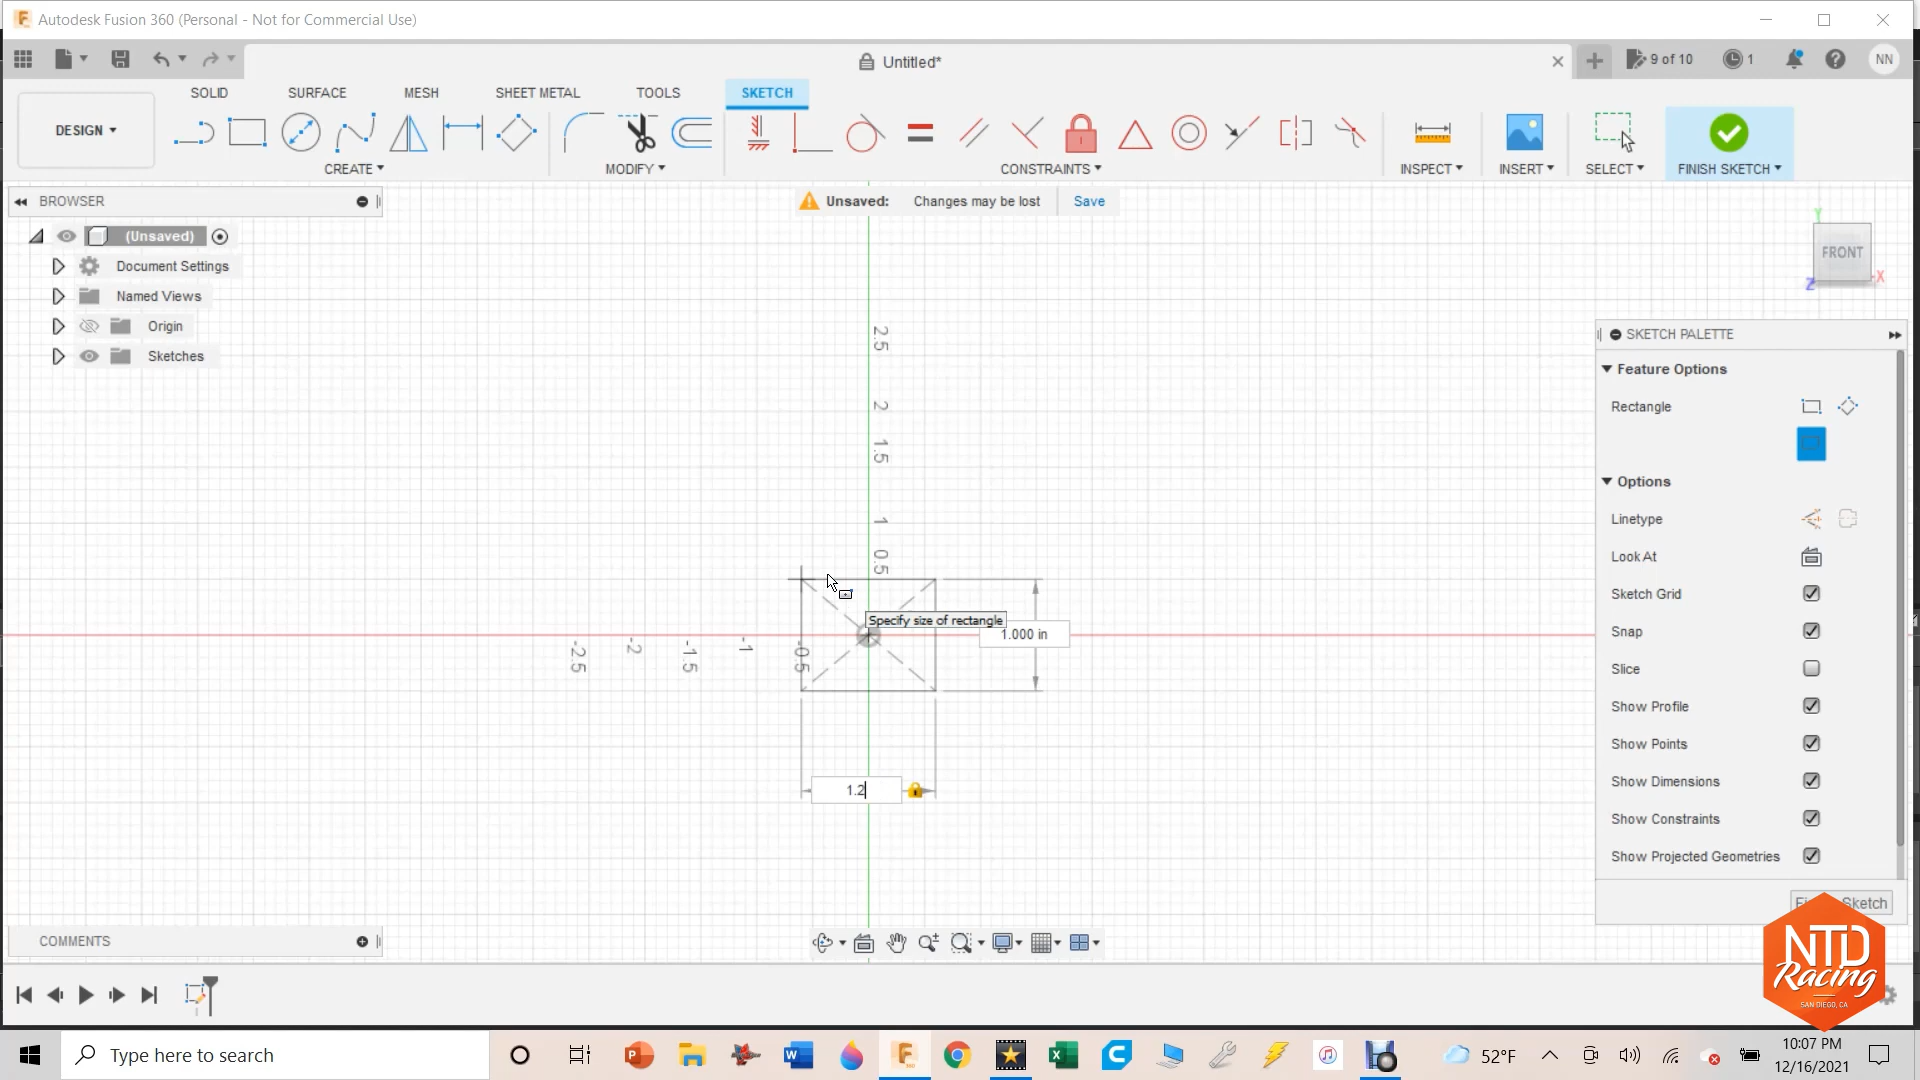 Autodesk Fusion 360 (Personal - Not for Commercial Use)
Untitled*
9 of 10
1
NN
SOLID
SURFACE
MESH
SHEET METAL
TOOLS
SKETCH
DESIGN
CREATE
MODIFY
CONSTRAINTS
INSPECT
INSERT
SELECT
FINISH SKETCH
BROWSER
Unsaved:
Changes may be lost
Save
(Unsaved)
Document Settings
Named Views
Origin
Sketches
Y
FRONT
X
Z
2.5
2
1.5
1
0.5
-2.5
-2
-1.5
-1
-0.5
Specify size of rectangle
1.000 in
1.2
SKETCH PALETTE
Feature Options
Rectangle
Options
Linetype
Look At
Sketch Grid
Snap
Slice
Show Profile
Show Points
Show Dimensions
Show Constraints
Show Projected Geometries
Sketch
COMMENTS
NTD
Racing
SAN DIEGO, CA
Type here to search
52°F
10:07 PM
12/16/2021